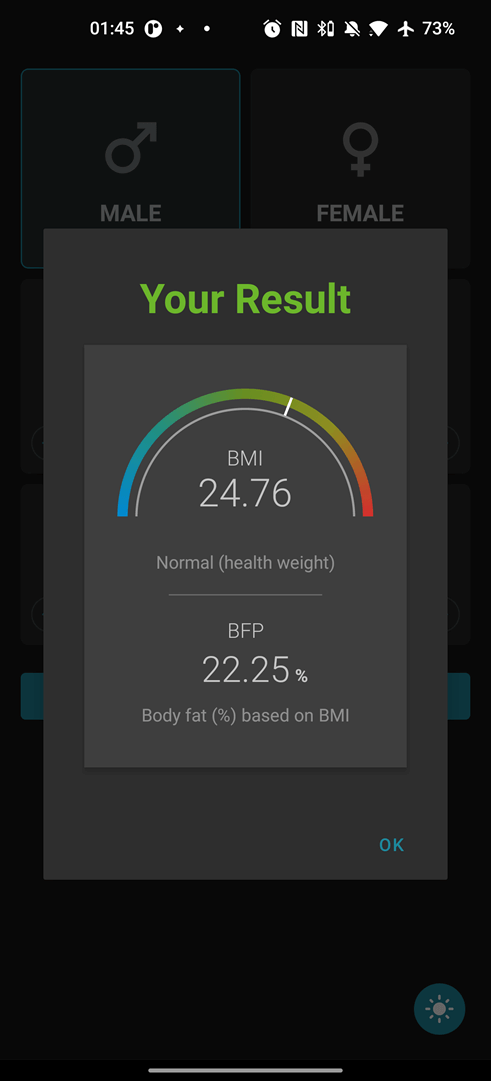 01:45
73%
MALE
FEMALE
Your Result
BMI
24.76
Normal (health weight)
BFP
22.25 %
Body fat (%) based on BMI
OK